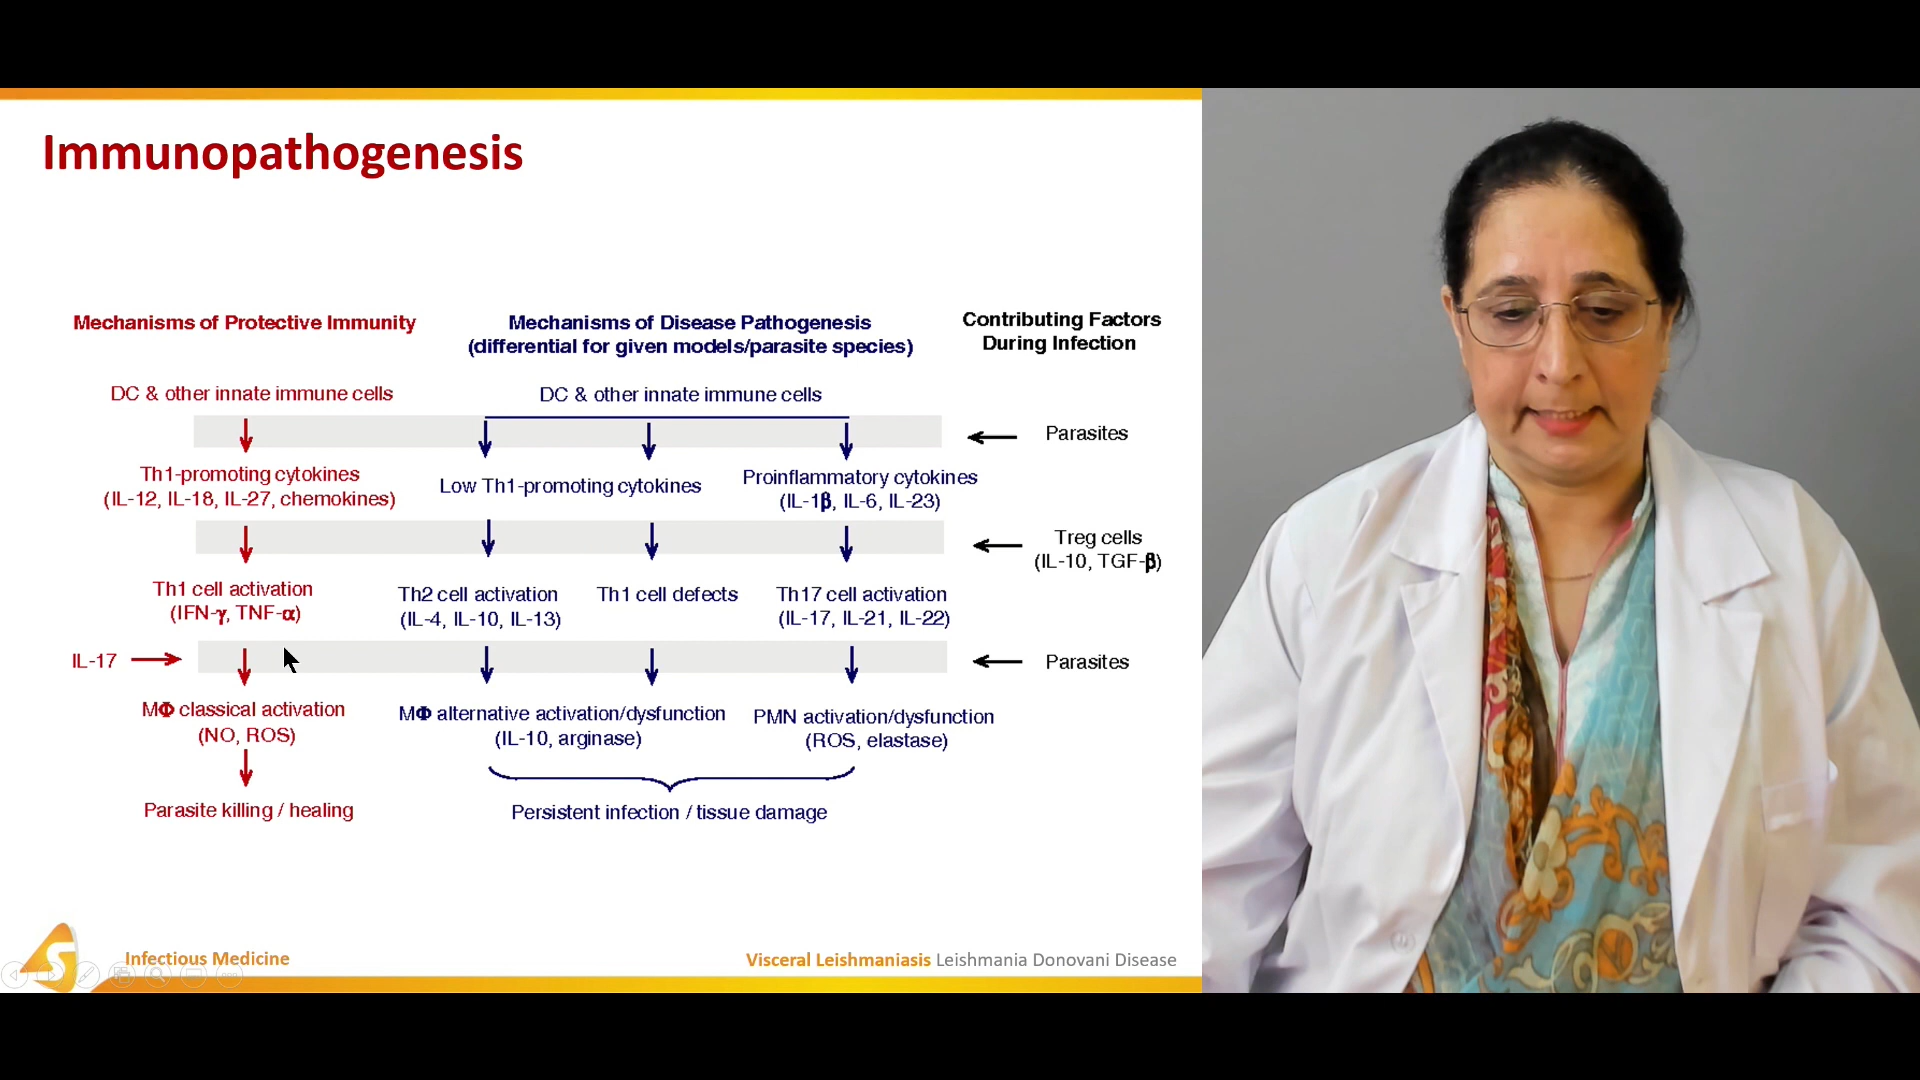 Immunopathogenesis
Mechanisms of Protective Immunity
Mechanisms of Disease Pathogenesis
(differential for given models/parasite species)
Contributing Factors
During Infection
DC & other innate immune cells
DC & other innate immune cells
Parasites
Th1-promoting cytokines
(IL-12, IL-18, IL-27, chemokines)
Low Th1-promoting cytokines
Proinflammatory cytokines
(IL-1β, IL-6, IL-23)
Treg cells
(IL-10, TGF-β)
Th1 cell activation
(IFN-γ, TNF-α)
Th2 cell activation
(IL-4, IL-10, IL-13)
Th1 cell defects
Th17 cell activation
(IL-17, IL-21, IL-22)
IL-17
Parasites
MΦ classical activation
(NO, ROS)
MΦ alternative activation/dysfunction
(IL-10, arginase)
PMN activation/dysfunction
(ROS, elastase)
Parasite killing / healing
Persistent infection / tissue damage
S
Infectious Medicine
Visceral Leishmaniasis Leishmania Donovani Disease